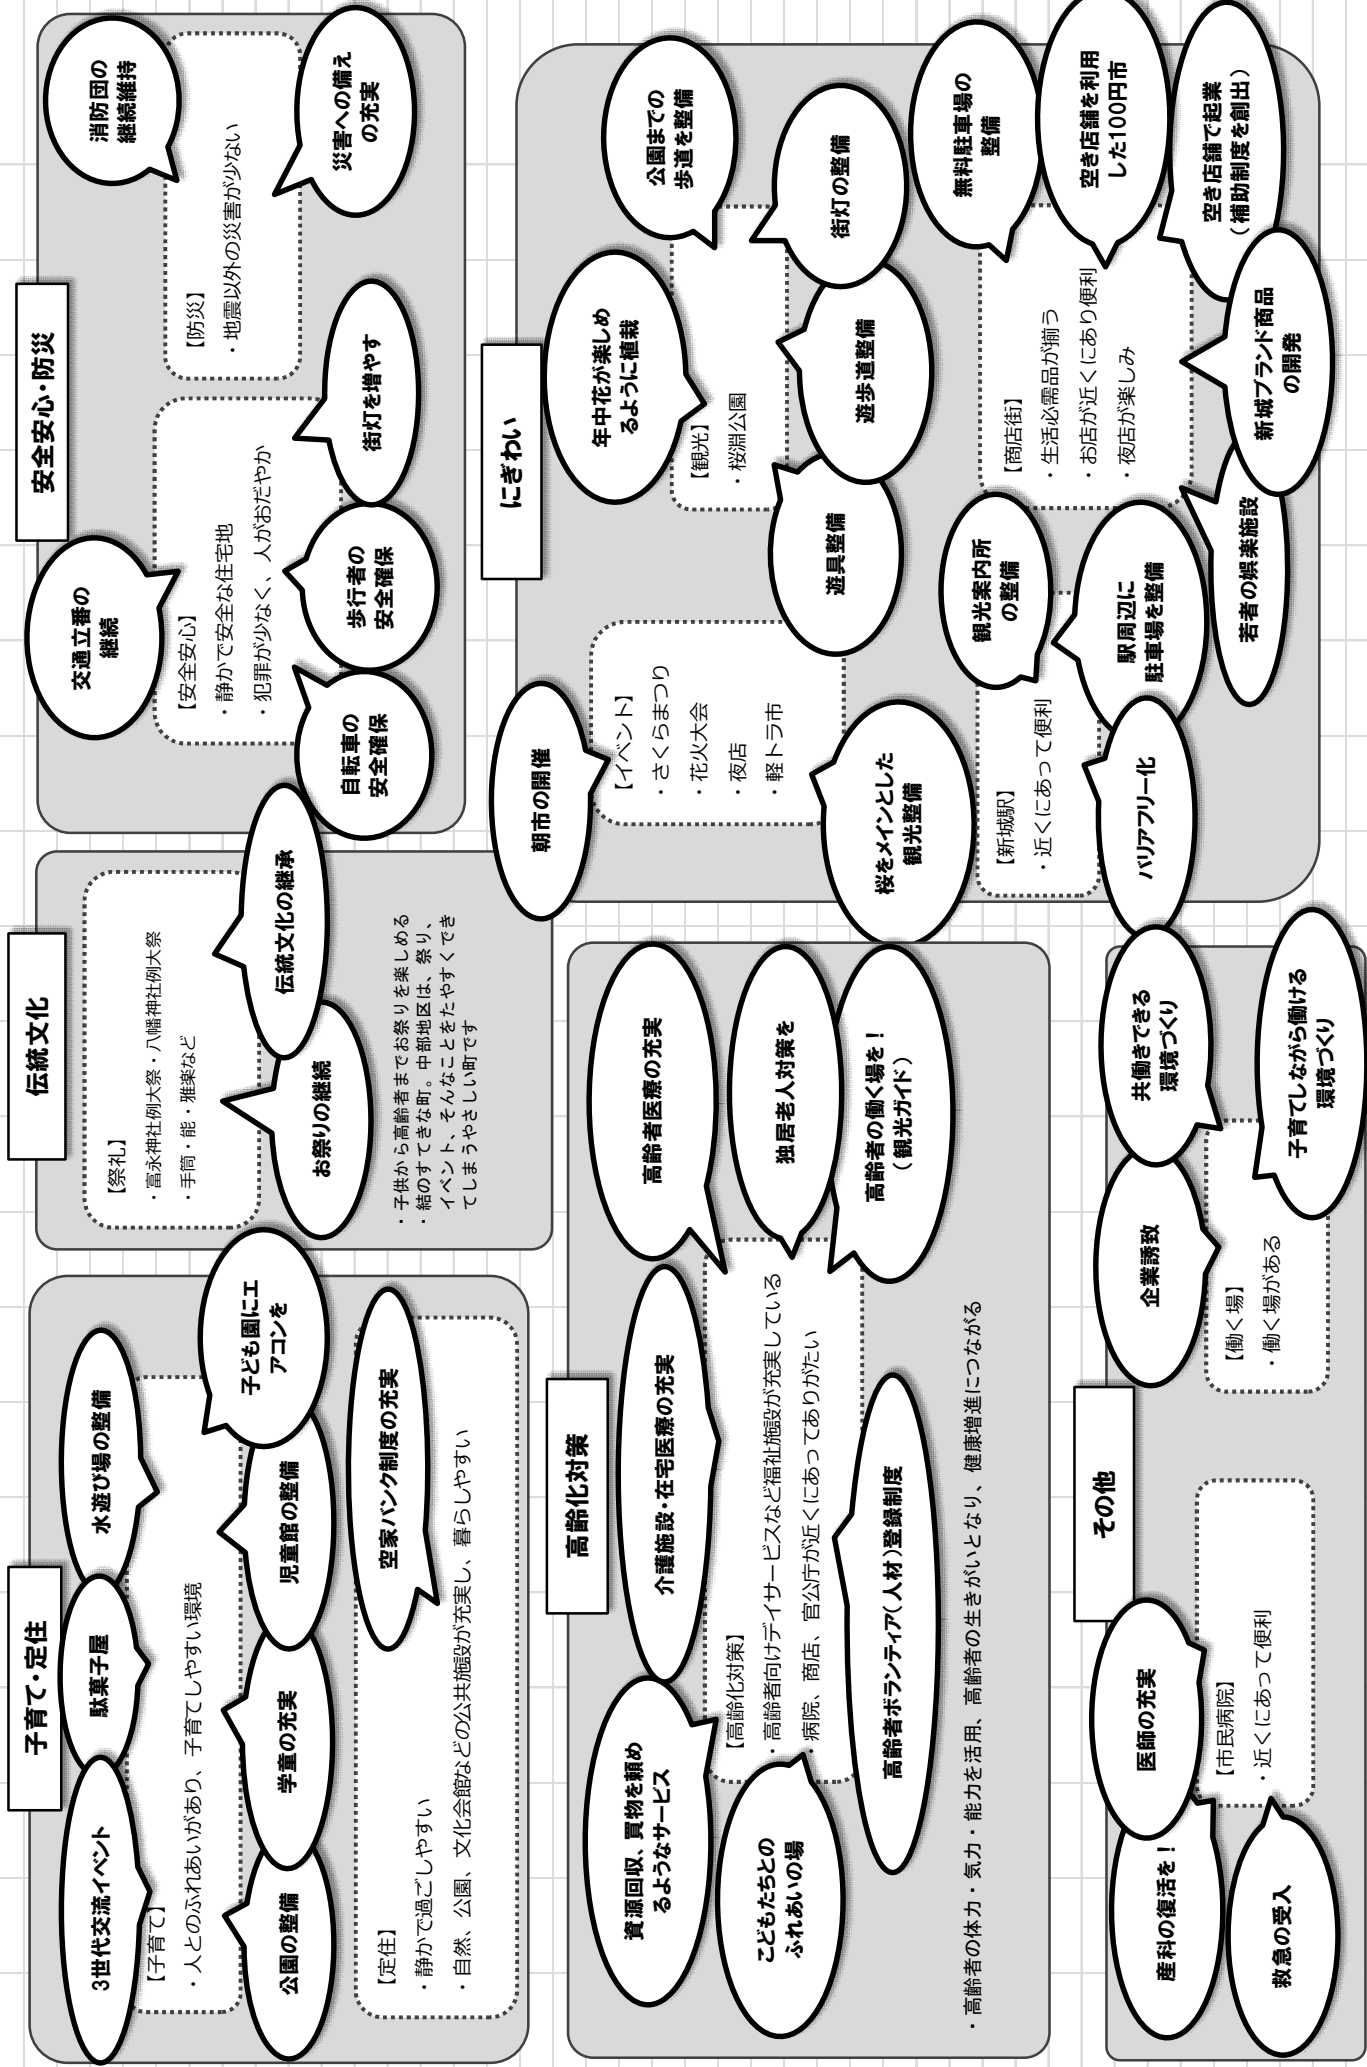 子育て・定住
3世代交流イベント
駄菓子屋
水遊び場の整備
【子育て】
・人とのふれあいがあり、子育てしやすい環境
公園の整備
学童の充実
児童館の整備
子ども園にエ
アコンを
【定住】
・静かで過ごしやすい
・自然、公園、文化会館などの公共施設が充実し、暮らしやすい
空家バンク制度の充実
伝統文化
【祭礼】
・富永神社例大祭・八幡神社例大祭
・手筒・能・雅楽など
お祭りの継続
伝統文化の継承
・子供から高齢者までお祭りを楽しめる
・結のすてきな町。中部地区は、祭り、
イベント、そんなことをたやすくでき
てしまうやさしい町です
安全安心・防災
交通立番の
継続
【安全安心】
・静かで安全な住宅地
・犯罪が少なく、人がおだやか
自転車の
安全確保
歩行者の
安全確保
街灯を増やす
消防団の
継続維持
【防災】
・地震以外の災害が少ない
災害への備え
の充実
高齢化対策
資源回収、買物を頼め
るようなサービス
介護施設・在宅医療の充実
高齢者医療の充実
【高齢化対策】
・高齢者向けデイサービスなど福祉施設が充実している
・病院、商店、官公庁が近くにあってありがたい
こどもたちとの
ふれあいの場
高齢者ボランティア(人材)登録制度
独居老人対策を
高齢者の働く場を！
(観光ガイド)
・高齢者の体力・気力・能力を活用、高齢者の生きがいとなり、健康増進につながる
にぎわい
朝市の開催
【イベント】
・さくらまつり
・花火大会
・夜店
・軽トラ市
桜をメインとした
観光整備
年中花が楽しめ
るように植栽
公園までの
歩道を整備
【観光】
・桜淵公園
遊具整備
遊歩道整備
街灯の整備
観光案内所
の整備
【新城駅】
・近くにあって便利
バリアフリー化
駅周辺に
駐車場を整備
無料駐車場の
整備
空き店舗を利用
した100円市
空き店舗で起業
(補助制度を創出)
【商店街】
・生活必需品が揃う
・お店が近くにあり便利
・夜店が楽しみ
若者の娯楽施設
新城ブランド商品
の開発
その他
医師の充実
産科の復活を！
救急の受入
【市民病院】
・近くにあって便利
企業誘致
共働きできる
環境づくり
子育てしながら働ける
環境づくり
【働く場】
・働く場がある